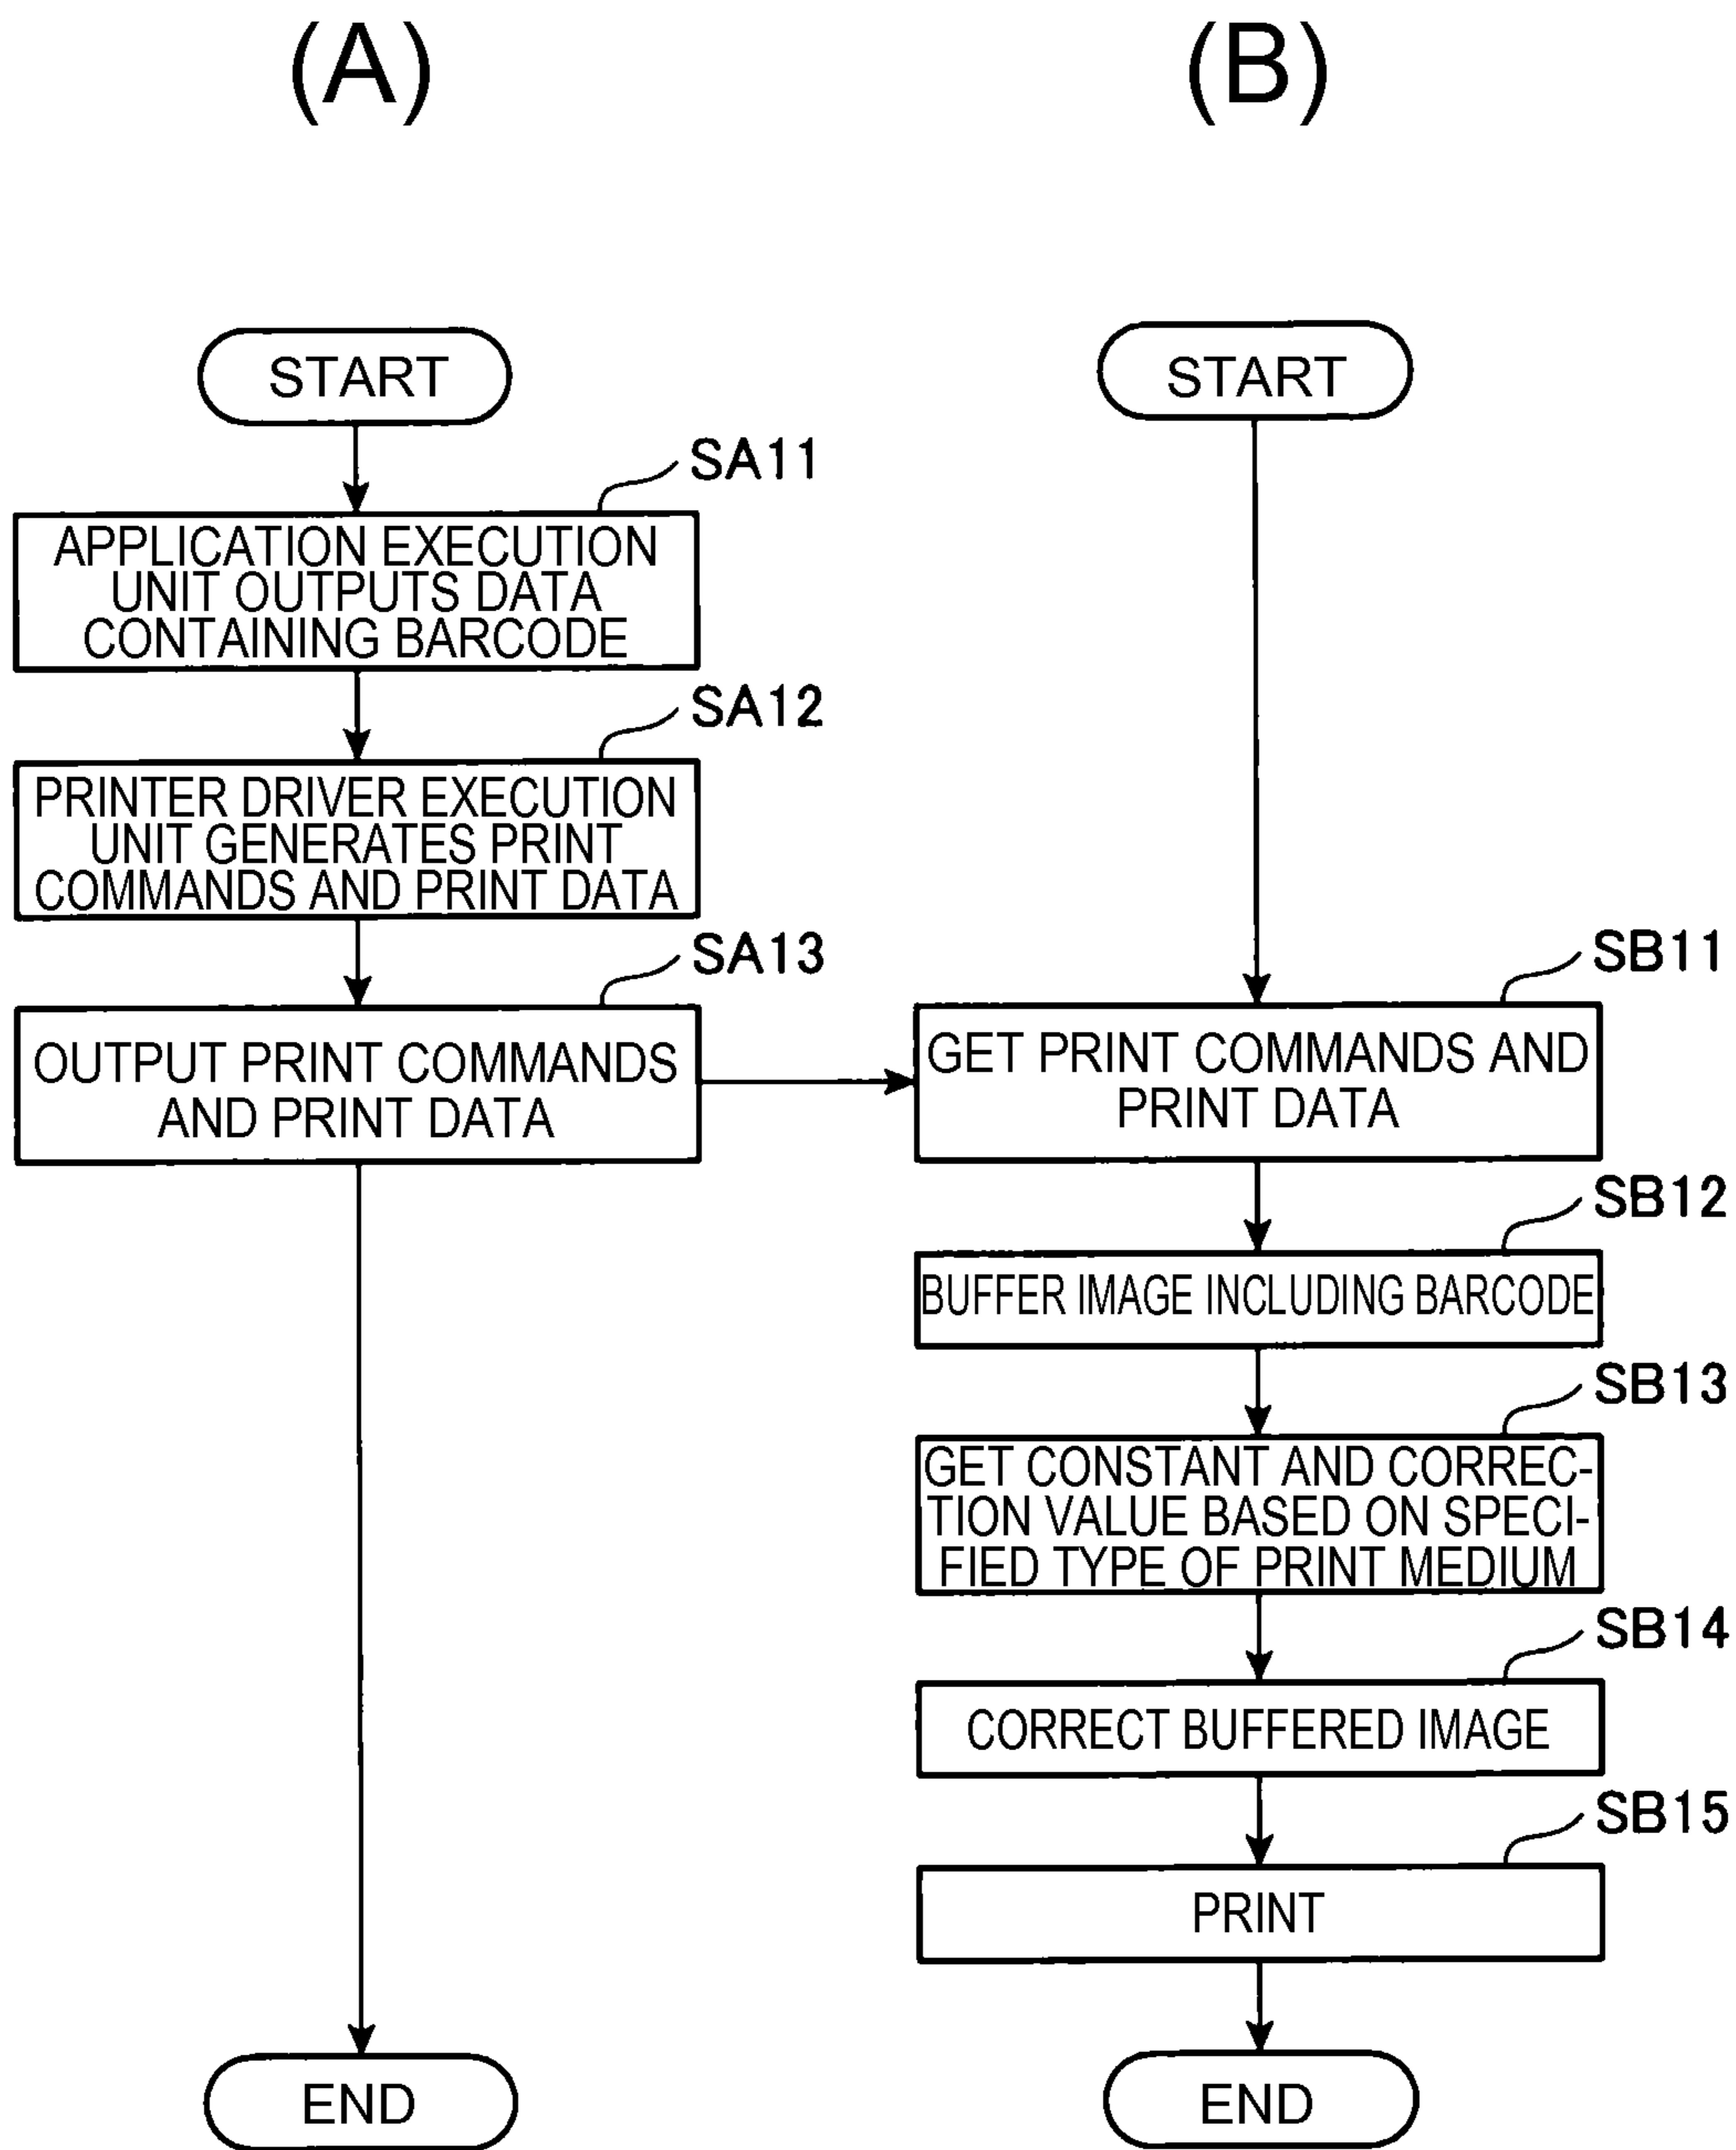 (A)
START
SA11
APPLICATION EXECUTION
UNIT OUTPUTS DATA
CONTAINING BARCODE
SA12
PRINTER DRIVER EXECUTION
UNIT GENERATES PRINT
COMMANDS AND PRINT DATA
SA13
OUTPUT PRINT COMMANDS
AND PRINT DATA
END
(B)
START
SB11
GET PRINT COMMANDS AND
PRINT DATA
SB12
BUFFER IMAGE INCLUDING BARCODE
SB13
GET CONSTANT AND CORREC-
TION VALUE BASED ON SPECI-
FIED TYPE OF PRINT MEDIUM
SB14
CORRECT BUFFERED IMAGE
SB15
PRINT
END